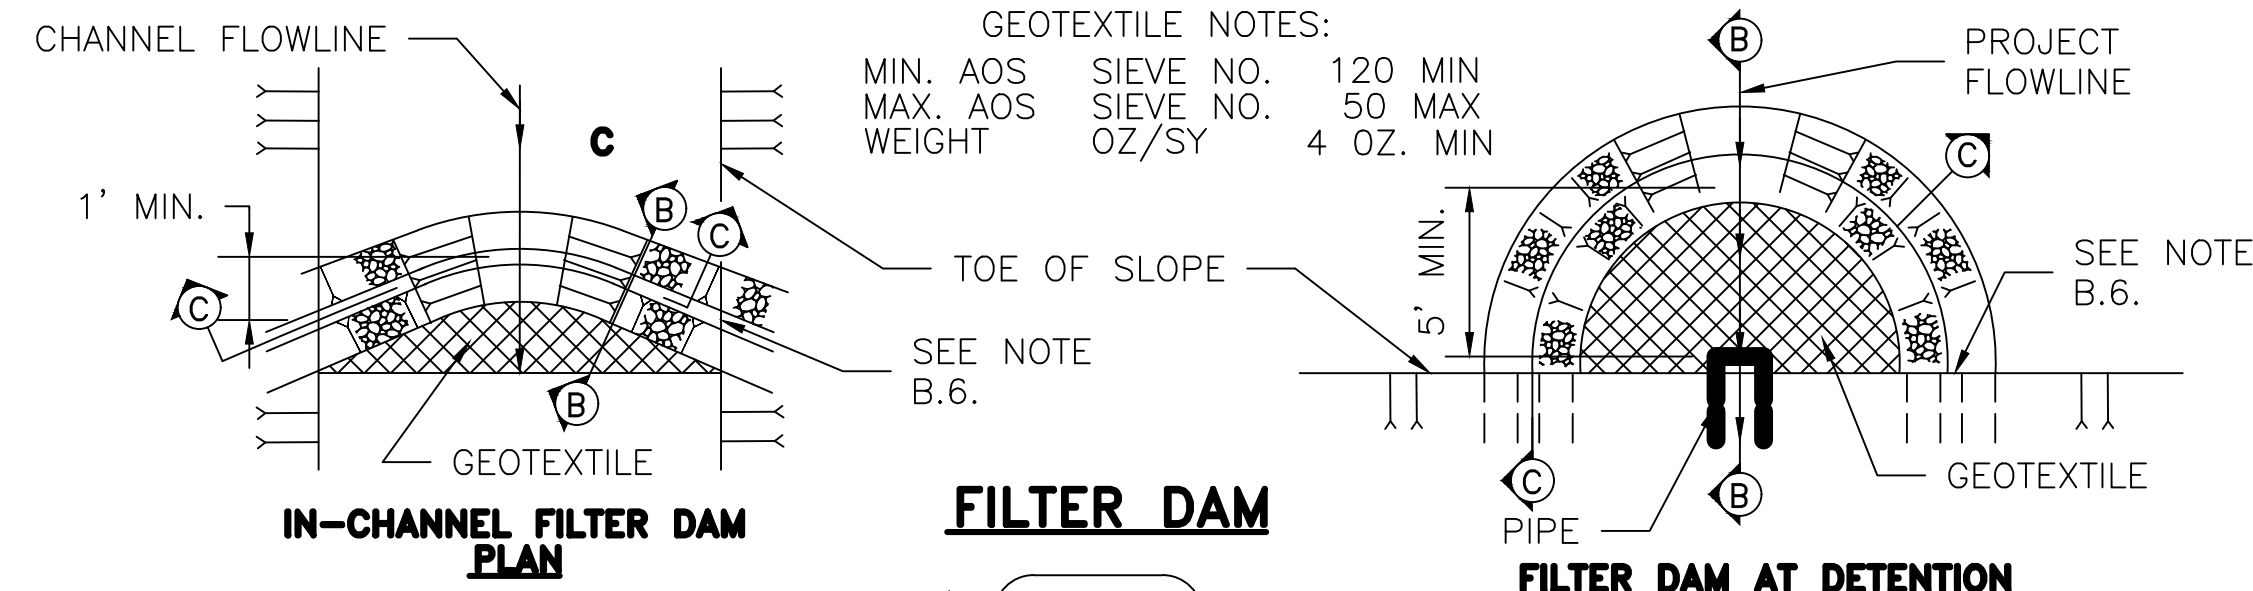 CHANNEL FLOWLINE
1' MIN.
C
B
C
C
B
GEOTEXTILE
SEE NOTE
B.6.
TOE OF SLOPE
IN-CHANNEL FILTER DAM
PLAN
GEOTEXTILE NOTES:
MIN. AOS SIEVE NO. 120 MIN
MAX. AOS SIEVE NO. 50 MAX
WEIGHT OZ/SY 4 OZ. MIN
FILTER DAM
B
PROJECT
FLOWLINE
C
5' MIN.
SEE NOTE
B.6.
C
B
GEOTEXTILE
PIPE
FILTER DAM AT DETENTION